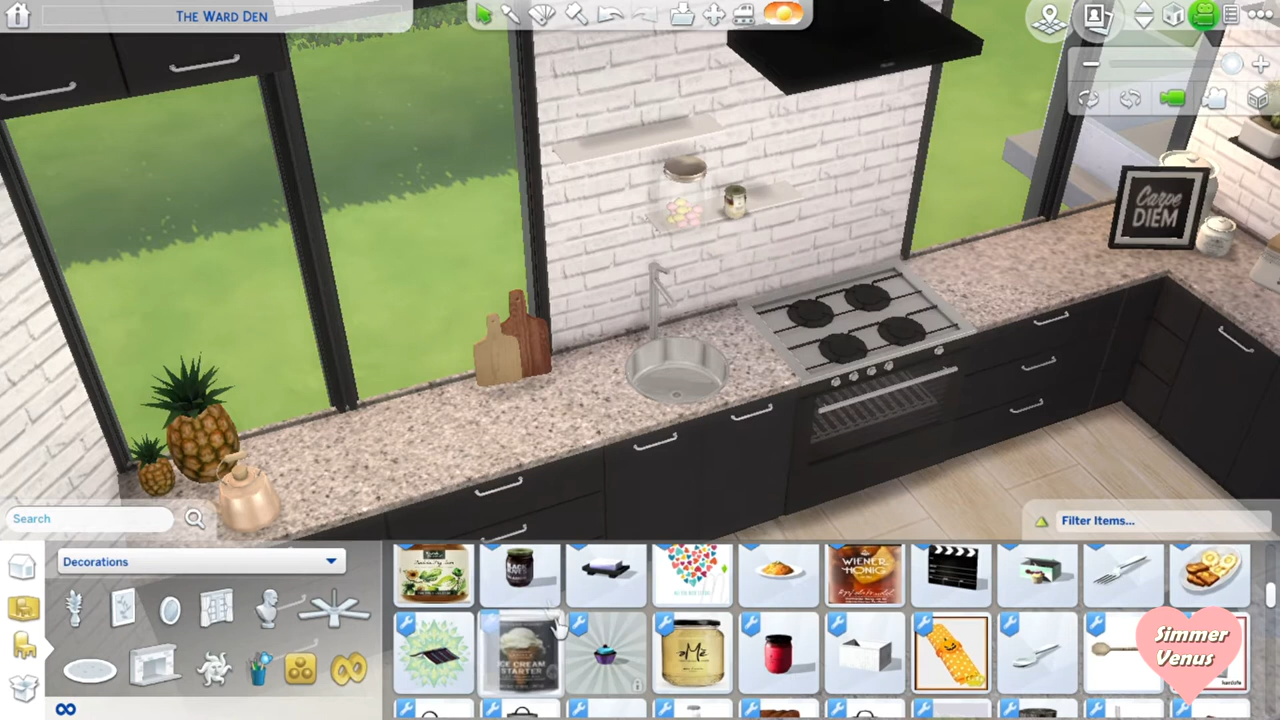 THE WARD DEN
Carpe
DIEM
Search
Filter Items...
Decorations
WIENER
HONIG
ICE CREAM
STARTER
Simmer
Venus